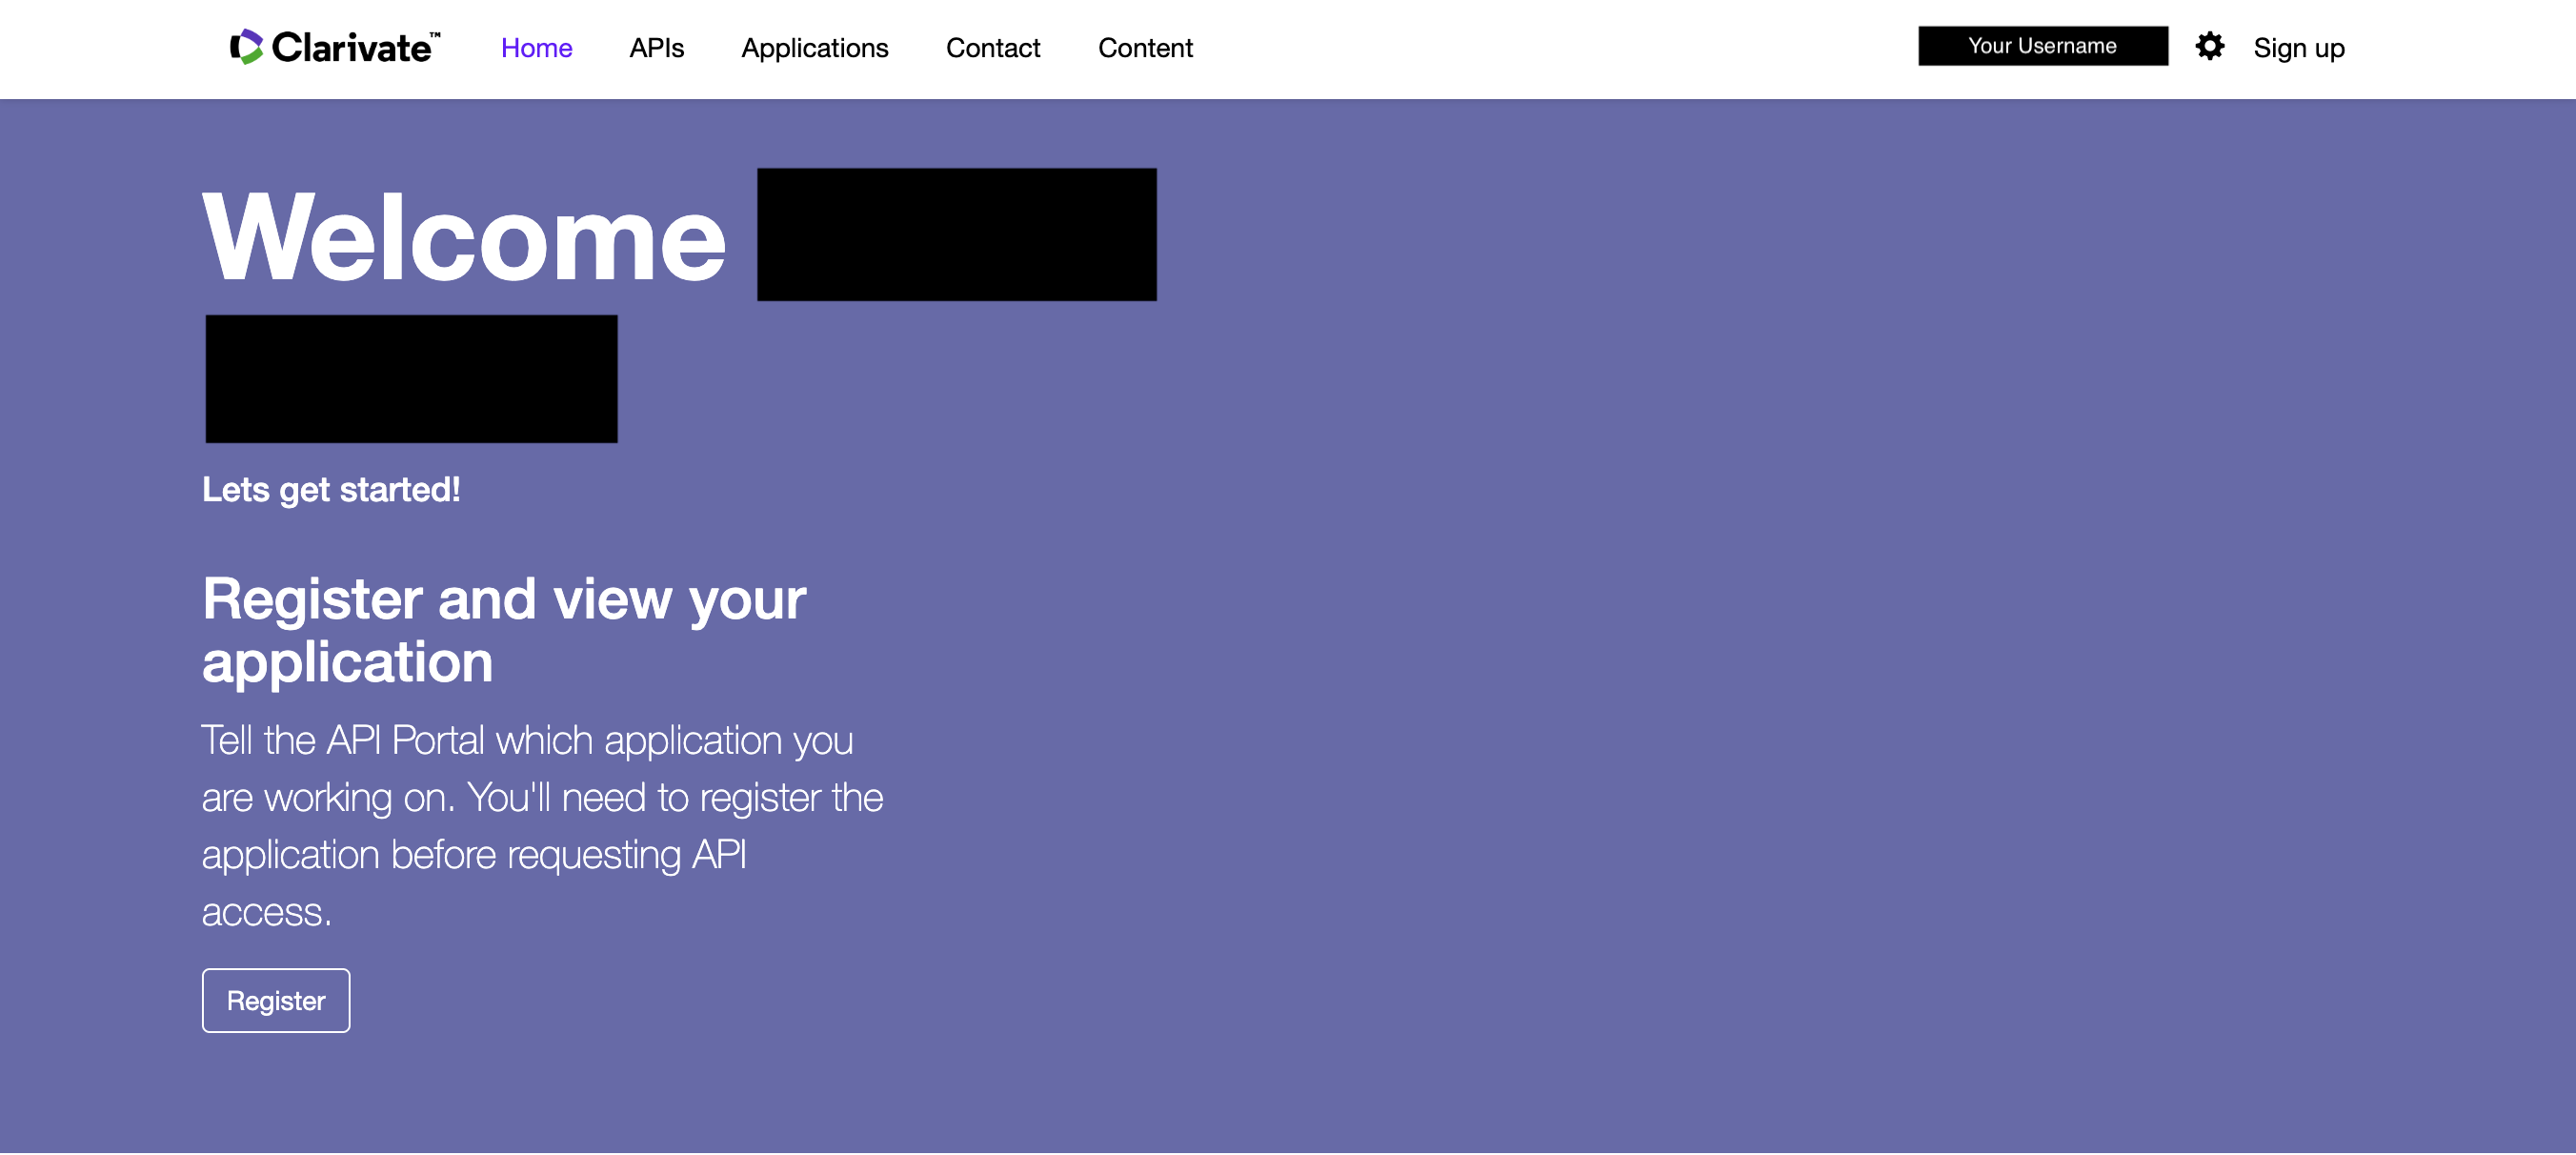 Clarivate™ Home APIs Applications Contact Content Your Username Sign up
Welcome
Lets get started!
Register and view your
application
Tell the API Portal which application you
are working on. You'll need to register the
application before requesting API
access.
Register